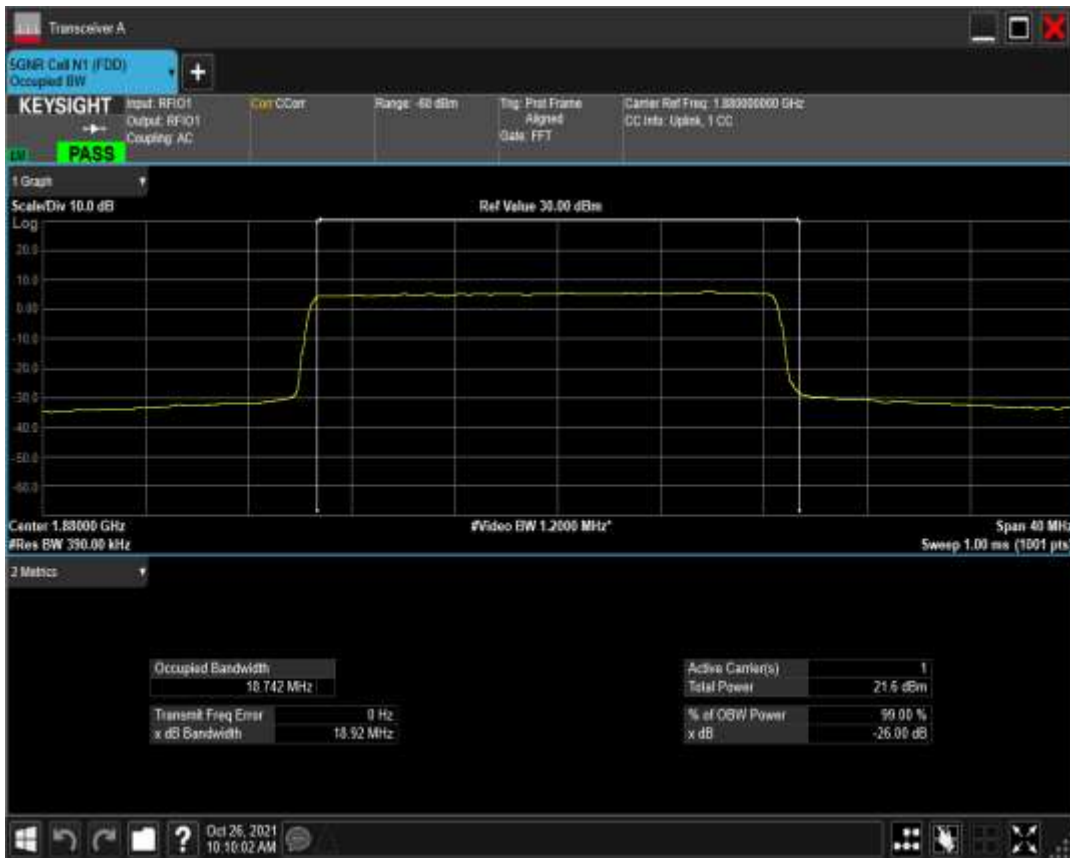 Transceiver A
5GNR Cell N1 (FDD)
Occupied BW
+
KEYSIGHT
PASS
Input: RFIO1
Output: RFIO1
Coupling: AC
Corr CCorr
Range: -60 dBm
Trig: Prot Frame
Aligned
Gate: FFT
Carrier Ref Freq: 1.880000000 GHz
CC Info: Uplink, 1 CC
1 Graph
Scale/Div 10.0 dB
Ref Value 30.00 dBm
Log
20.0
10.0
0.00
-10.0
-20.0
-30.0
-40.0
-50.0
-60.0
Center 1.88000 GHz
#Video BW 1.2000 MHz*
Span 40 MHz
#Res BW 390.00 kHz
Sweep 1.00 ms (1001 pts)
2 Metrics
Occupied Bandwidth
18.742 MHz
Transmit Freq Error 0 Hz
x dB Bandwidth 18.92 MHz
Active Carrier(s) 1
Total Power 21.6 dBm
% of OBW Power 99.00 %
x dB -26.00 dB
?
Oct 26, 2021
10:10:02 AM